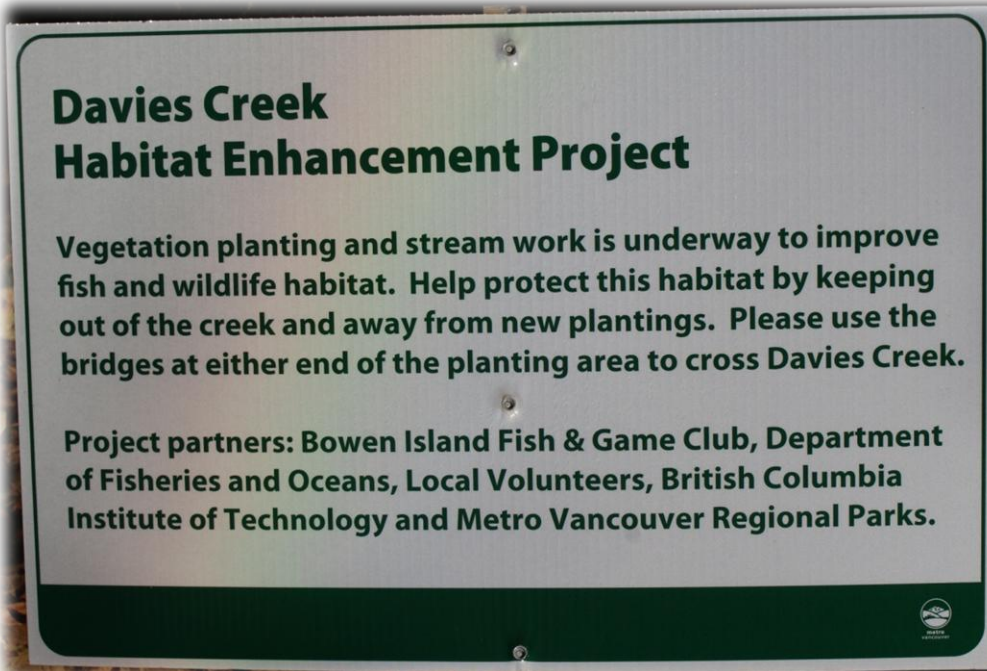 Davies Creek
Habitat Enhancement Project
Vegetation planting and stream work is underway to improve
fish and wildlife habitat. Help protect this habitat by keeping
out of the creek and away from new plantings. Please use the
bridges at either end of the planting area to cross Davies Creek.
Project partners: Bowen Island Fish & Game Club, Department
of Fisheries and Oceans, Local Volunteers, British Columbia
Institute of Technology and Metro Vancouver Regional Parks.
metro
vancouver